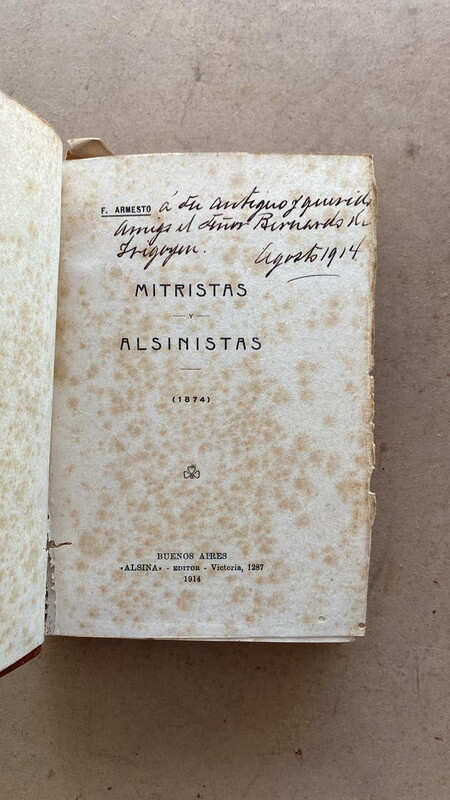 F. ARMESTO á su antiguo y querido
amigo el Señor Bernardo de
Irigoyen.
Agosto 1914
MITRISTAS
Y
ALSINISTAS
(1874)
BUENOS AIRES
«ALSINA» - EDITOR - Victoria, 1287
1914